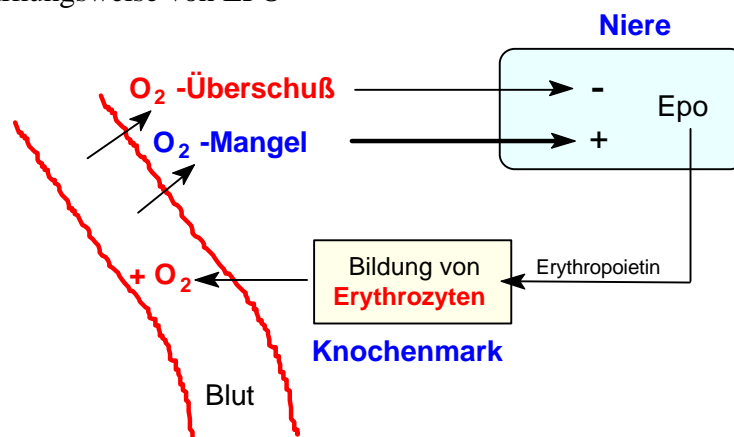 Niere
O2 -Überschuß
-
Epo
O2 -Mangel
+
Bildung von
Erythrozyten
Erythropoietin
+ O2
Knochenmark
Blut